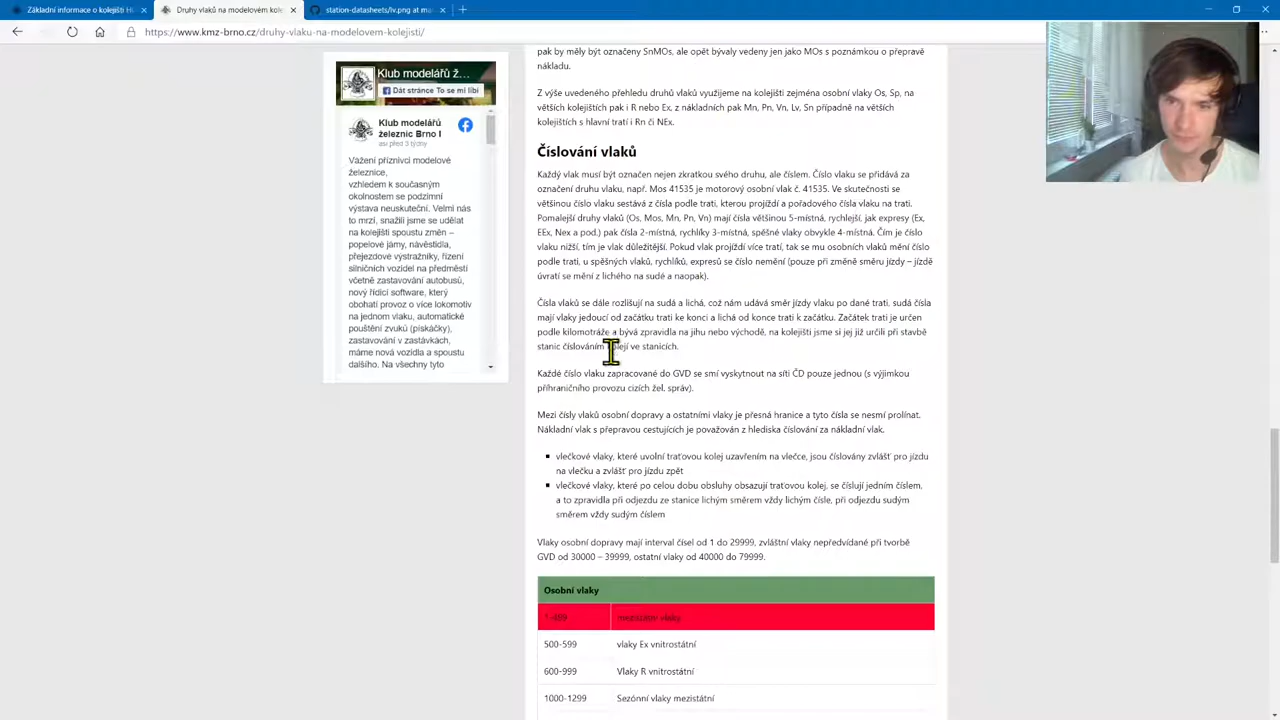 Základní informace o kolejišti H
Druhy vlaků na modelovém kole
station-datasheets/lv.png at ma
https://www.kmz-brno.cz/druhy-vlaku-na-modelovem-kolejisti/
pak by měly být označeny SnMOs, ale opět bývaly vedeny jen jako MOs s poznámkou o přepravě
nákladu.
Z výše uvedeného přehledu druhů vlaků využijeme na kolejišti zejména osobní vlaky Os, Sp, na
větších kolejištích pak i R nebo Ex, z nákladních pak Mn, Pn, Vn, Lv, Sn případně na větších
kolejištích s hlavní tratí i Rn či NEx.
Klub modelářů ž...
Dát stránce To se mi líbí
Klub modelářů
železnic Brno I
asi před 3 týdny
Vážení příznivci modelové
železnice,
vzhledem k současným
okolnostem se podzimní
výstava neuskuteční. Velmi nás
to mrzí, snažili jsme se udělat
na kolejišti spoustu změn –
popelové jámy, návěstidla,
přejezdové výstražníky, řízení
silničních vozidel na předměstí
včetně zastavování autobusů,
nový řídicí software, který
obohatí provoz o více lokomotiv
na jednom vlaku, automatické
pouštění zvuků (pískačky),
zastavování v zastávkách,
máme nová vozidla a spoustu
dalšího. Na všechny tyto
Číslování vlaků
Každý vlak musí být označen nejen zkratkou svého druhu, ale číslem. Číslo vlaku se přidává za
označení druhu vlaku, např. Mos 41535 je motorový osobní vlak č. 41535. Ve skutečnosti se
většinou číslo vlaku sestává z čísla podle trati, kterou projíždí a pořadového čísla vlaku na trati.
Pomalejší druhy vlaků (Os, Mos, Mn, Pn, Vn) mají čísla většinou 5-místná, rychlejší, jak expresy (Ex,
EEx, Nex a pod.) pak čísla 2-místná, rychlíky 3-místná, spěšné vlaky obvykle 4-místná. Čím je číslo
vlaku nižší, tím je vlak důležitější. Pokud vlak projíždí více tratí, tak se mu osobních vlaků mění číslo
podle trati, u spěšných vlaků, rychlíků, expresů se číslo nemění (pouze při změně směru jízdy – jízdě
úvratí se mění z lichého na sudé a naopak).
Čísla vlaků se dále rozlišují na sudá a lichá, což nám udává směr jízdy vlaku po dané trati, sudá čísla
mají vlaky jedoucí od začátku trati ke konci a lichá od konce trati k začátku. Začátek trati je určen
podle kilometráže a bývá zpravidla na jihu nebo východě, na kolejišti jsme si jej již určili při stavbě
stanic číslováním kolejí ve stanicích.
Každé číslo vlaku zapracované do GVD se smí vyskytnout na síti ČD pouze jednou (s výjimkou
příhraničního provozu cizích žel. správ).
Mezi čísly vlaků osobní dopravy a ostatními vlaky je přesná hranice a tyto čísla se nesmí prolínat.
Nákladní vlak s přepravou cestujících je považován z hlediska číslování za nákladní vlak.
▪ vlečkové vlaky, které uvolní traťovou kolej uzavřením na vlečce, jsou číslovány zvlášť pro jízdu
na vlečku a zvlášť pro jízdu zpět
▪ vlečkové vlaky, které po celou dobu obsluhy obsazují traťovou kolej, se číslují jedním číslem,
a to zpravidla při odjezdu ze stanice lichým směrem vždy lichým čísle, při odjezdu sudým
směrem vždy sudým číslem
Vlaky osobní dopravy mají interval čísel od 1 do 29999, zvláštní vlaky nepředvídané při tvorbě
GVD od 30000 – 39999, ostatní vlaky od 40000 do 79999.
Osobní vlaky
500-599 vlaky Ex vnitrostátní
600-999 Vlaky R vnitrostátní
1000-1299 Sezónní vlaky mezistátní